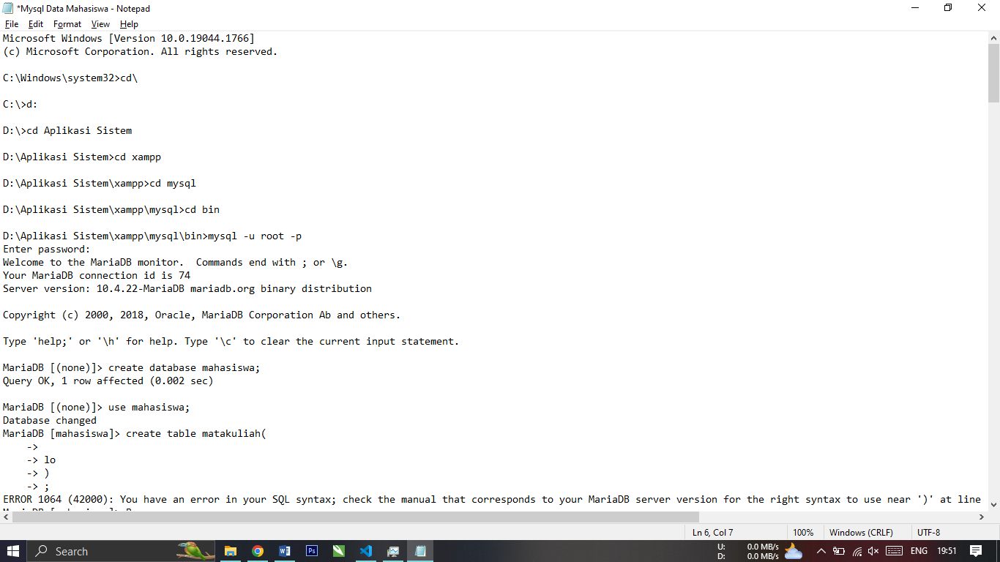 *Mysql Data Mahasiswa - Notepad
File Edit Format View Help
Microsoft Windows [Version 10.0.19044.1766]
(c) Microsoft Corporation. All rights reserved.
C:\Windows\system32>cd\
C:\>d:
D:\>cd Aplikasi Sistem
D:\Aplikasi Sistem>cd xampp
D:\Aplikasi Sistem\xampp>cd mysql
D:\Aplikasi Sistem\xampp\mysql>cd bin
D:\Aplikasi Sistem\xampp\mysql\bin>mysql -u root -p
Enter password:
Welcome to the MariaDB monitor.  Commands end with ; or \g.
Your MariaDB connection id is 74
Server version: 10.4.22-MariaDB mariadb.org binary distribution
Copyright (c) 2000, 2018, Oracle, MariaDB Corporation Ab and others.
Type 'help;' or '\h' for help. Type '\c' to clear the current input statement.
MariaDB [(none)]> create database mahasiswa;
Query OK, 1 row affected (0.002 sec)
MariaDB [(none)]> use mahasiswa;
Database changed
MariaDB [mahasiswa]> create table matakuliah(
    ->
    -> lo
    -> )
    -> ;
ERROR 1064 (42000): You have an error in your SQL syntax; check the manual that corresponds to your MariaDB server version for the right syntax to use near ')' at line
Ln 6, Col 7 100% Windows (CRLF) UTF-8
Search Ps U: 0.0 MB/s ENG 19:51
D: 0.0 MB/s